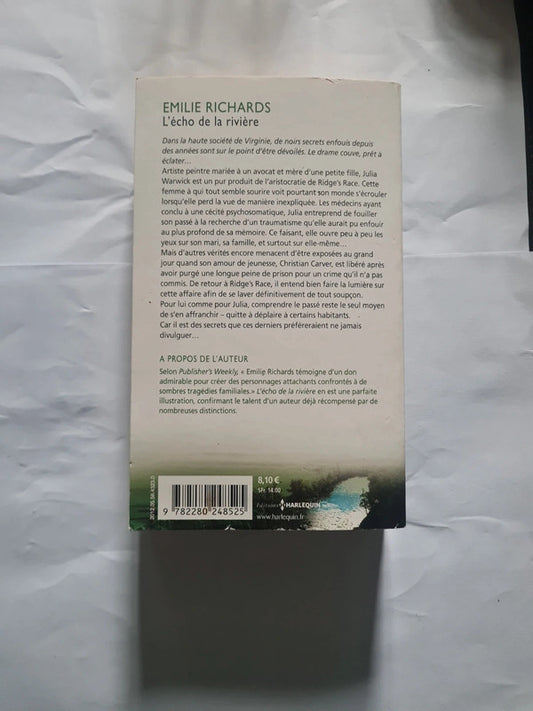 EMILIE RICHARDS
L'écho de la rivière
Dans la haute société de Virginie, de noirs secrets enfouis depuis
des années sont sur le point d'être dévoilés. Le drame couve, prêt à
éclater...
Artiste peintre mariée à un avocat et mère d'une petite fille, Julia
Warwick est un pur produit de l'aristocratie de Ridge's Race. Cette
femme à qui tout semble sourire voit pourtant son monde s'écrouler
lorsqu'elle perd la vue de manière inexpliquée. Les médecins ayant
conclu à une cécité psychosomatique, Julia entreprend de fouiller
son passé à la recherche d'un traumatisme qu'elle aurait pu enfouir
au plus profond de sa mémoire. Ce faisant, elle ouvre peu à peu les
yeux sur son mari, sa famille, et surtout sur elle-même...
Mais d'autres vérités encore menacent d'être exposées au grand
jour quand son amour de jeunesse, Christian Carver, est libéré après
avoir purgé une longue peine de prison pour un crime qu'il n'a pas
commis. De retour à Ridge's Race, il entend bien faire la lumière sur
cette affaire afin de se laver définitivement de tout soupçon.
Pour lui comme pour Julia, comprendre le passé reste le seul moyen
de s'en affranchir – quitte à déplaire à certains habitants.
Car il est des secrets que ces derniers préféreraient ne jamais
divulguer...
A PROPOS DE L'AUTEUR
Selon Publisher's Weekly, « Emilie Richards témoigne d'un don
admirable pour créer des personnages attachants confrontés à de
sombres tragédies familiales.» L'écho de la rivière en est une parfaite
illustration, confirmant le talent d'un auteur déjà récompensé par de
nombreuses distinctions.
8,10 €
SFr. 14.00
Editions HARLEQUIN
www.harlequin.fr
9 782280 248525